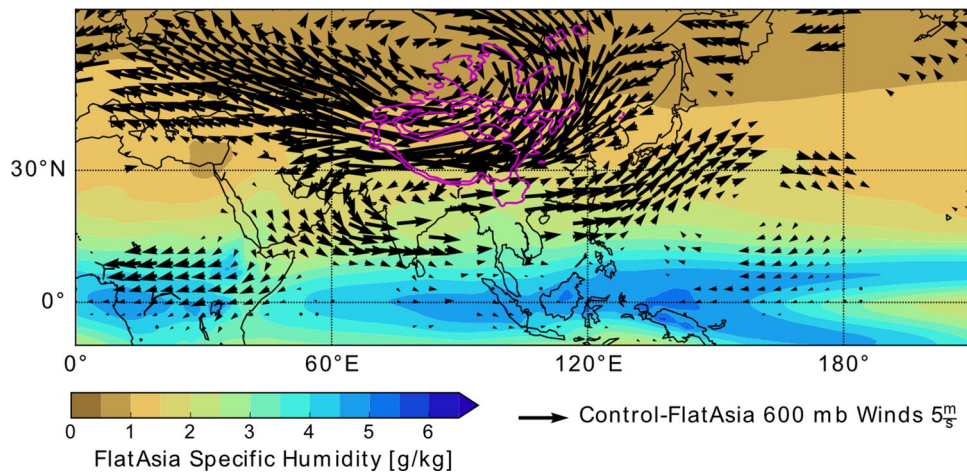 30°N
0°
0 60°E 120°E 180°
0 1 2 3 4 5 6
FlatAsia Specific Humidity [g/kg]
Control-FlatAsia 600 mb Winds 5 m/s